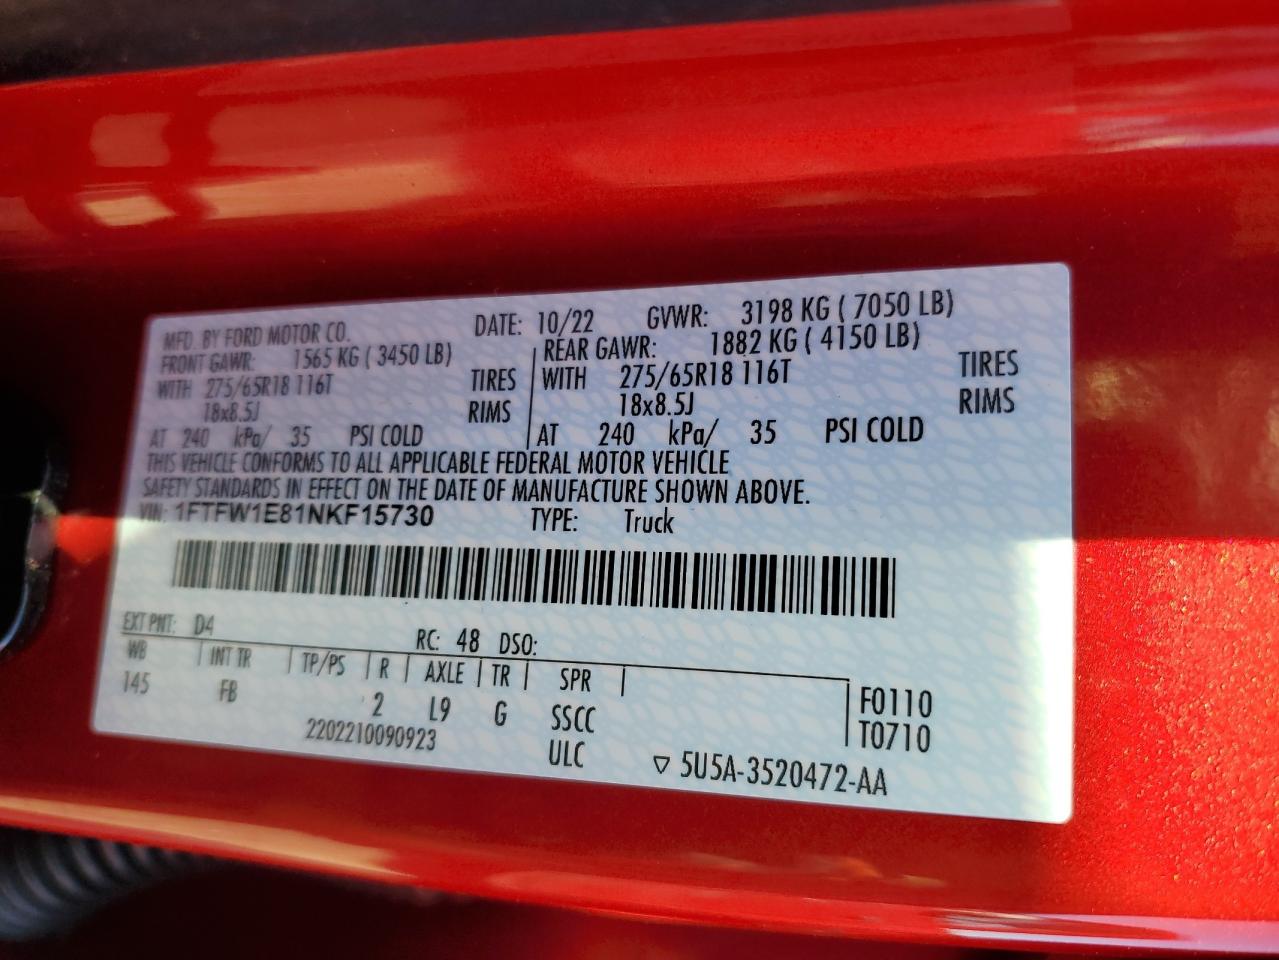 MFD. BY FORD MOTOR CO. DATE: 10/22 GVWR: 3198 KG ( 7050 LB)
FRONT GAWR: 1565 KG ( 3450 LB) REAR GAWR: 1882 KG ( 4150 LB)
WITH 275/65R18 116T TIRES WITH 275/65R18 116T TIRES
18x8.5J RIMS 18x8.5J RIMS
AT 240 kPa/ 35 PSI COLD AT 240 kPa/ 35 PSI COLD
THIS VEHICLE CONFORMS TO ALL APPLICABLE FEDERAL MOTOR VEHICLE
SAFETY STANDARDS IN EFFECT ON THE DATE OF MANUFACTURE SHOWN ABOVE.
VIN: 1FTFW1E81NKF15730 TYPE: Truck
EXT PNT: D4 RC: 48 DSO:
WB INT TR TP/PS R AXLE TR SPR F0110
145 FB 2 L9 G SSCC T0710
2202210090923 ULC ▽ 5U5A-3520472-AA